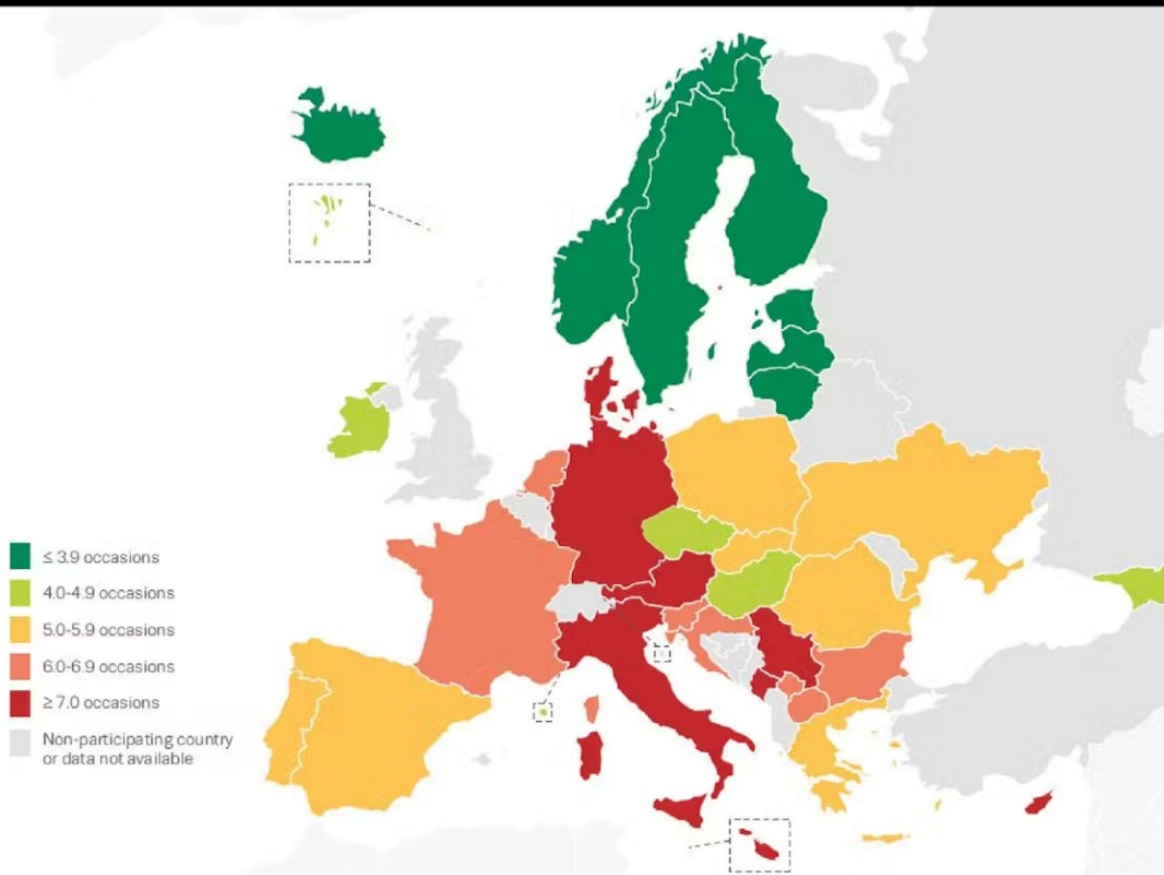 ≤ 3.9 occasions
4.0-4.9 occasions
5.0-5.9 occasions
6.0-6.9 occasions
≥ 7.0 occasions
Non-participating country
or data not available